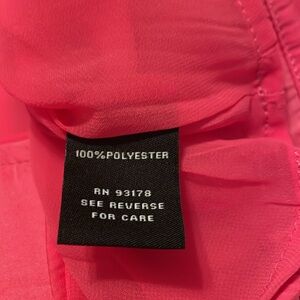 100%POLYESTER
RN 93178
SEE REVERSE
FOR CARE